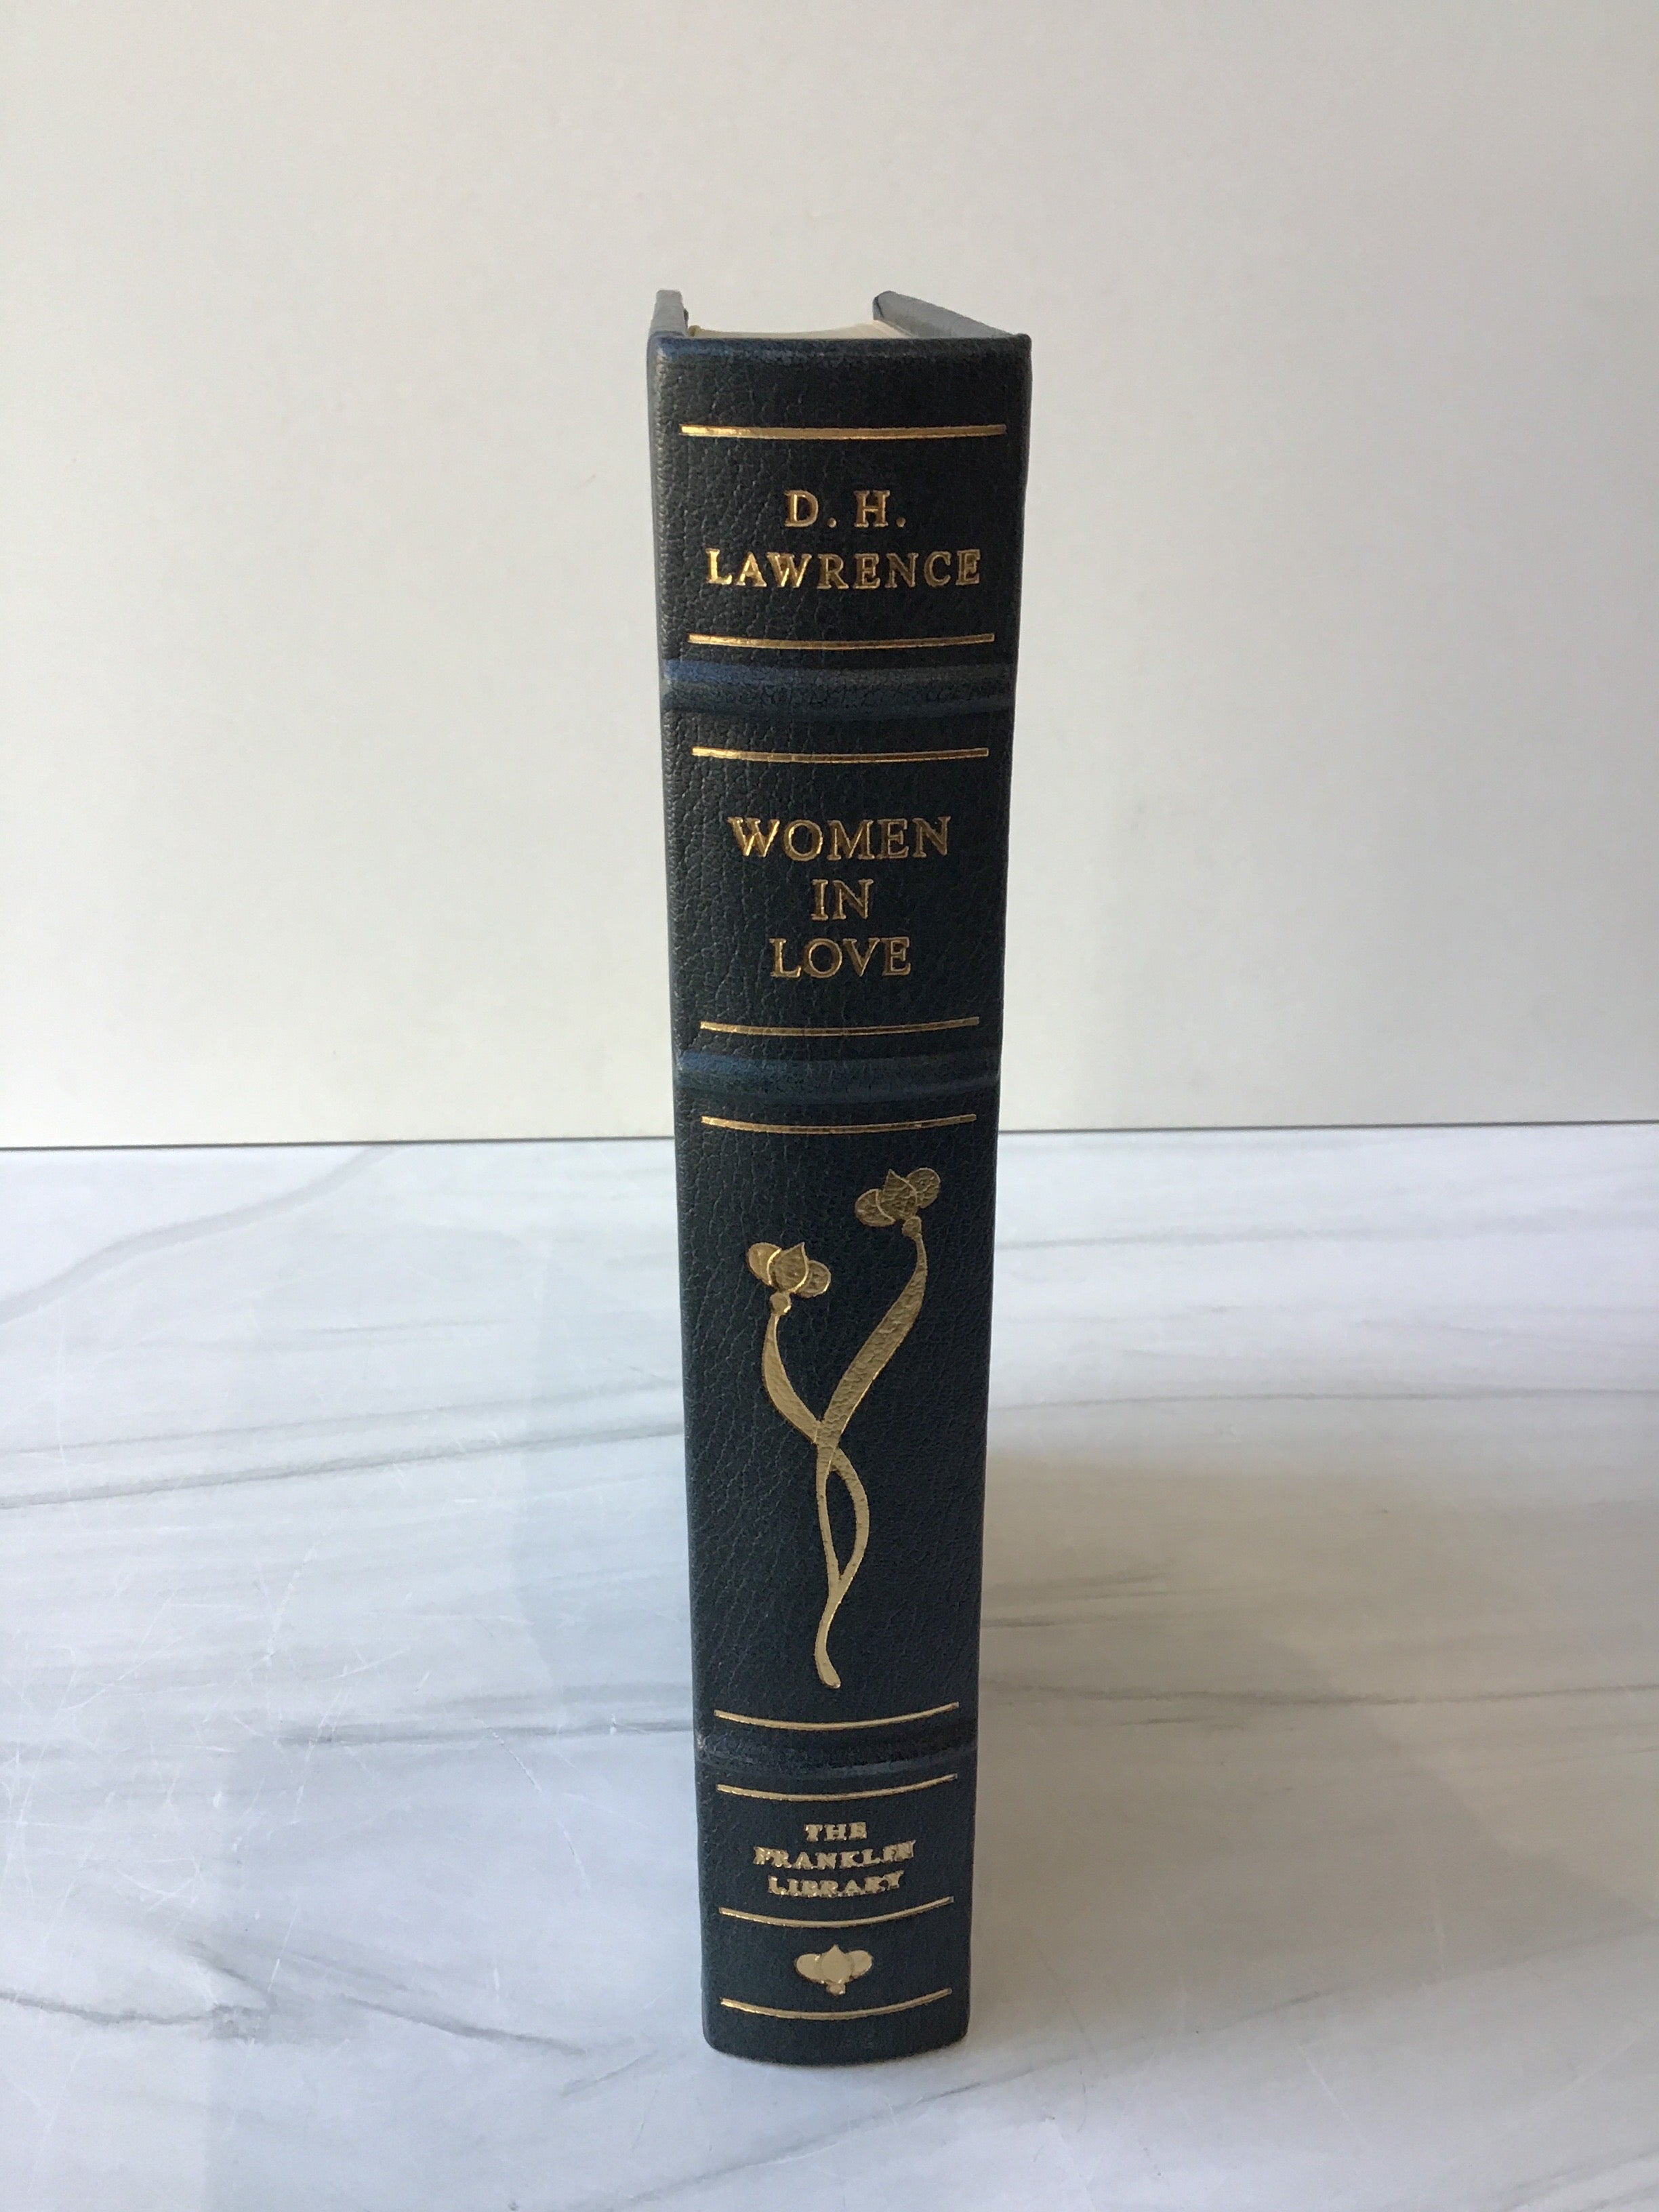 D. H.
LAWRENCE
WOMEN
IN
LOVE
THE
FRANKLIN
LIBRARY